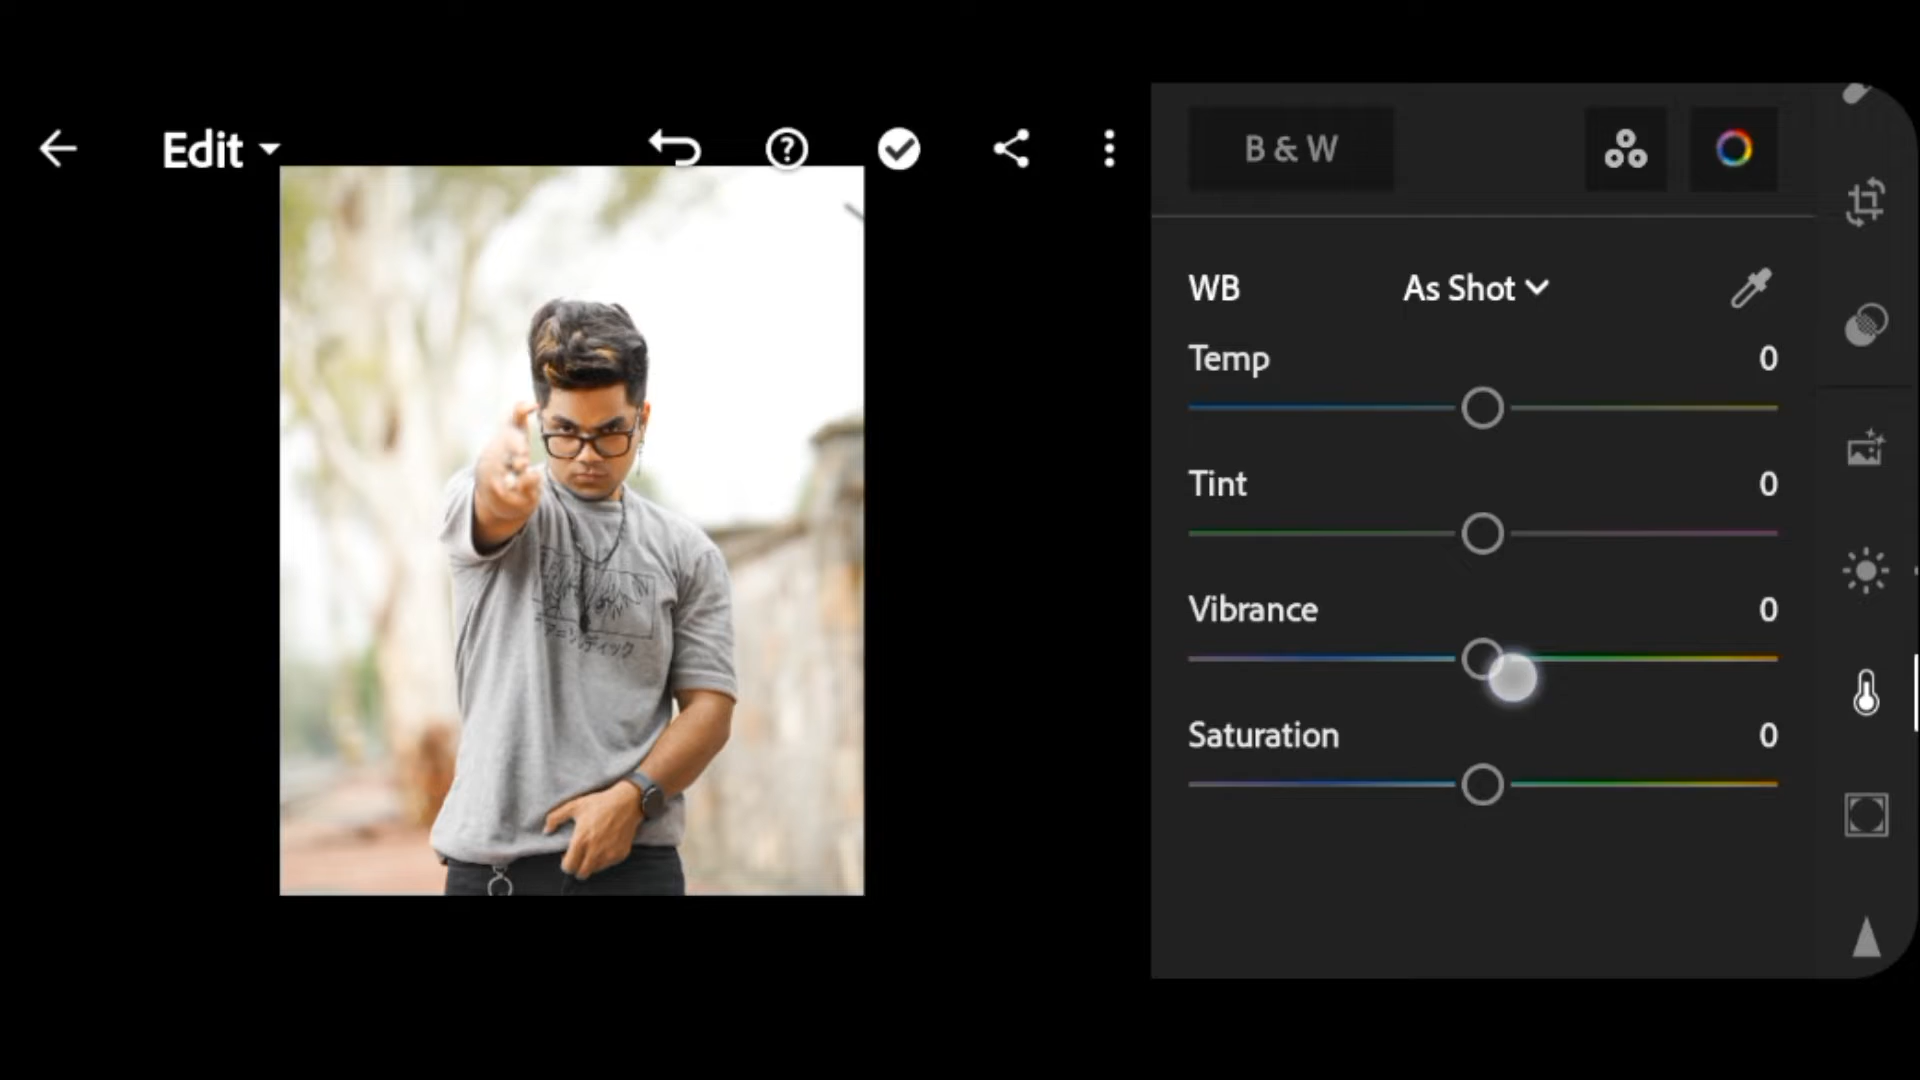 Edit
B & W
WB As Shot
Temp 0
Tint 0
Vibrance 0
Saturation 0